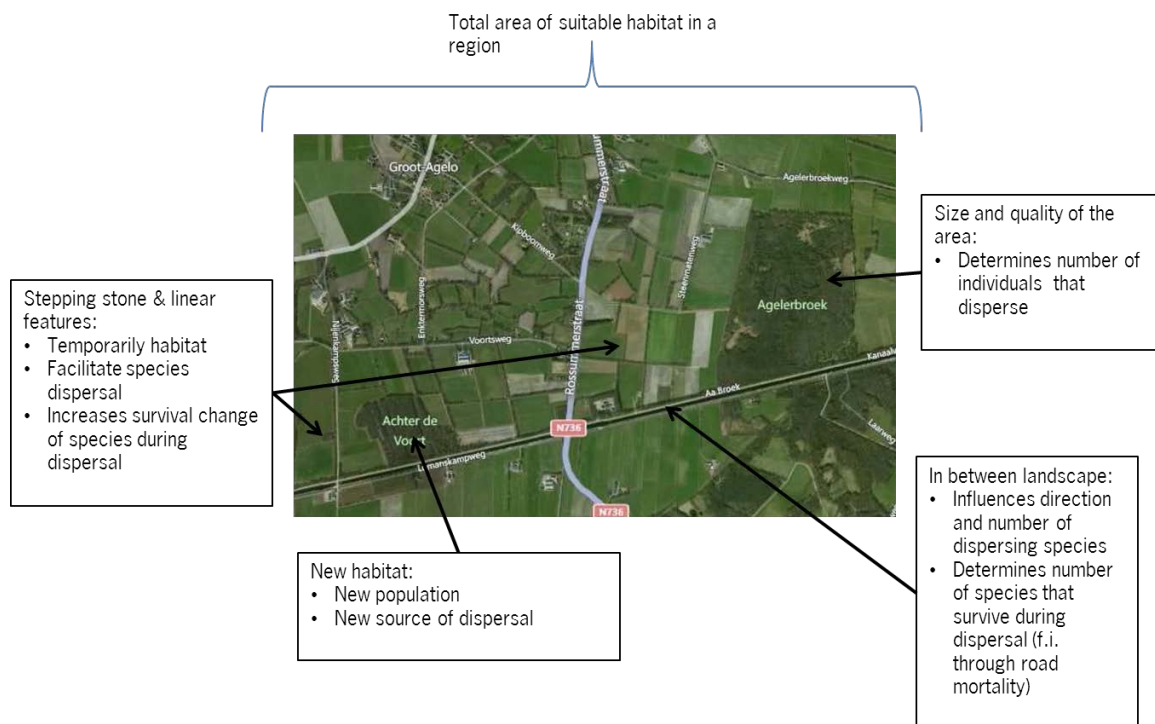 Total area of suitable habitat in a
region
Groot-Agelo
ummerstraat
Agelerbroekweg
Kipboomweg
Steenmatenweg
Agelerbroek
Eriktermorsweg
Nijenkampsweg
Voortsweg
Rossummerstraat
Kanaalw
Aa Broek
Achter de
Voort
N736
Laarweg
N736
Size and quality of the
area:
• Determines number of
individuals that
disperse
Stepping stone & linear
features:
• Temporarily habitat
• Facilitate species
dispersal
• Increases survival change
of species during
dispersal
New habitat:
• New population
• New source of dispersal
In between landscape:
• Influences direction
and number of
dispersing species
• Determines number
of species that
survive during
dispersal (f.i.
through road
mortality)